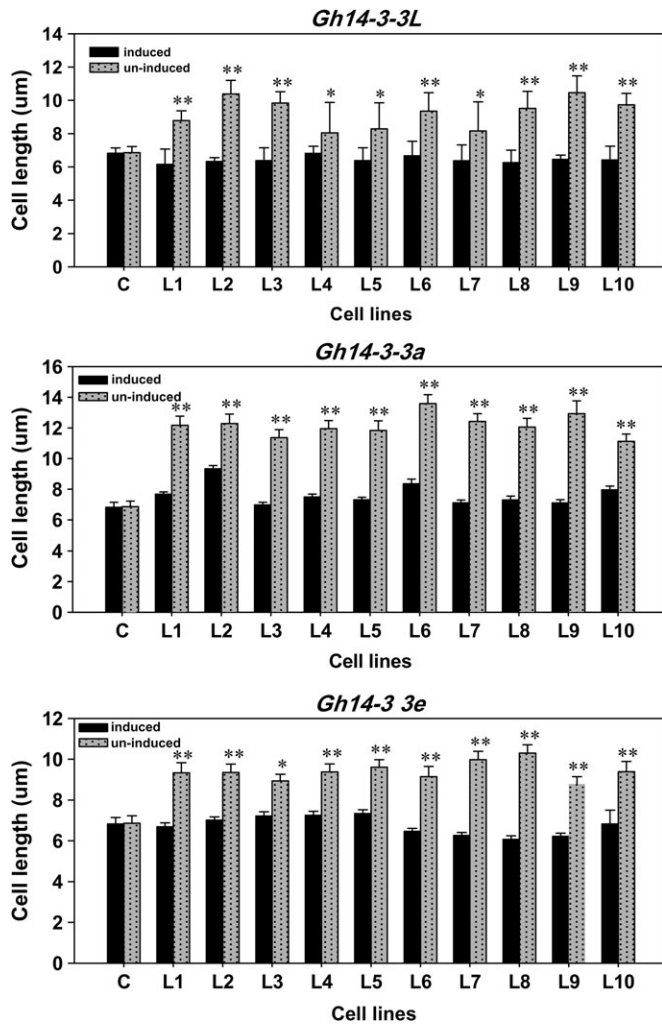 Gh14-3-3L
14
12
10
8
6
4
2
0
Cell length (um)
induced
un-induced
** ** ** * * ** * ** ** **
C L1 L2 L3 L4 L5 L6 L7 L8 L9 L10
Cell lines
Gh14-3-3a
16
14
12
10
8
6
4
2
0
Cell length (um)
induced
un-induced
** ** ** ** ** ** ** ** ** **
C L1 L2 L3 L4 L5 L6 L7 L8 L9 L10
Cell lines
Gh14-3 3e
12
10
8
6
4
2
0
Cell length (um)
induced
un-induced
** ** * ** ** ** ** ** ** **
C L1 L2 L3 L4 L5 L6 L7 L8 L9 L10
Cell lines